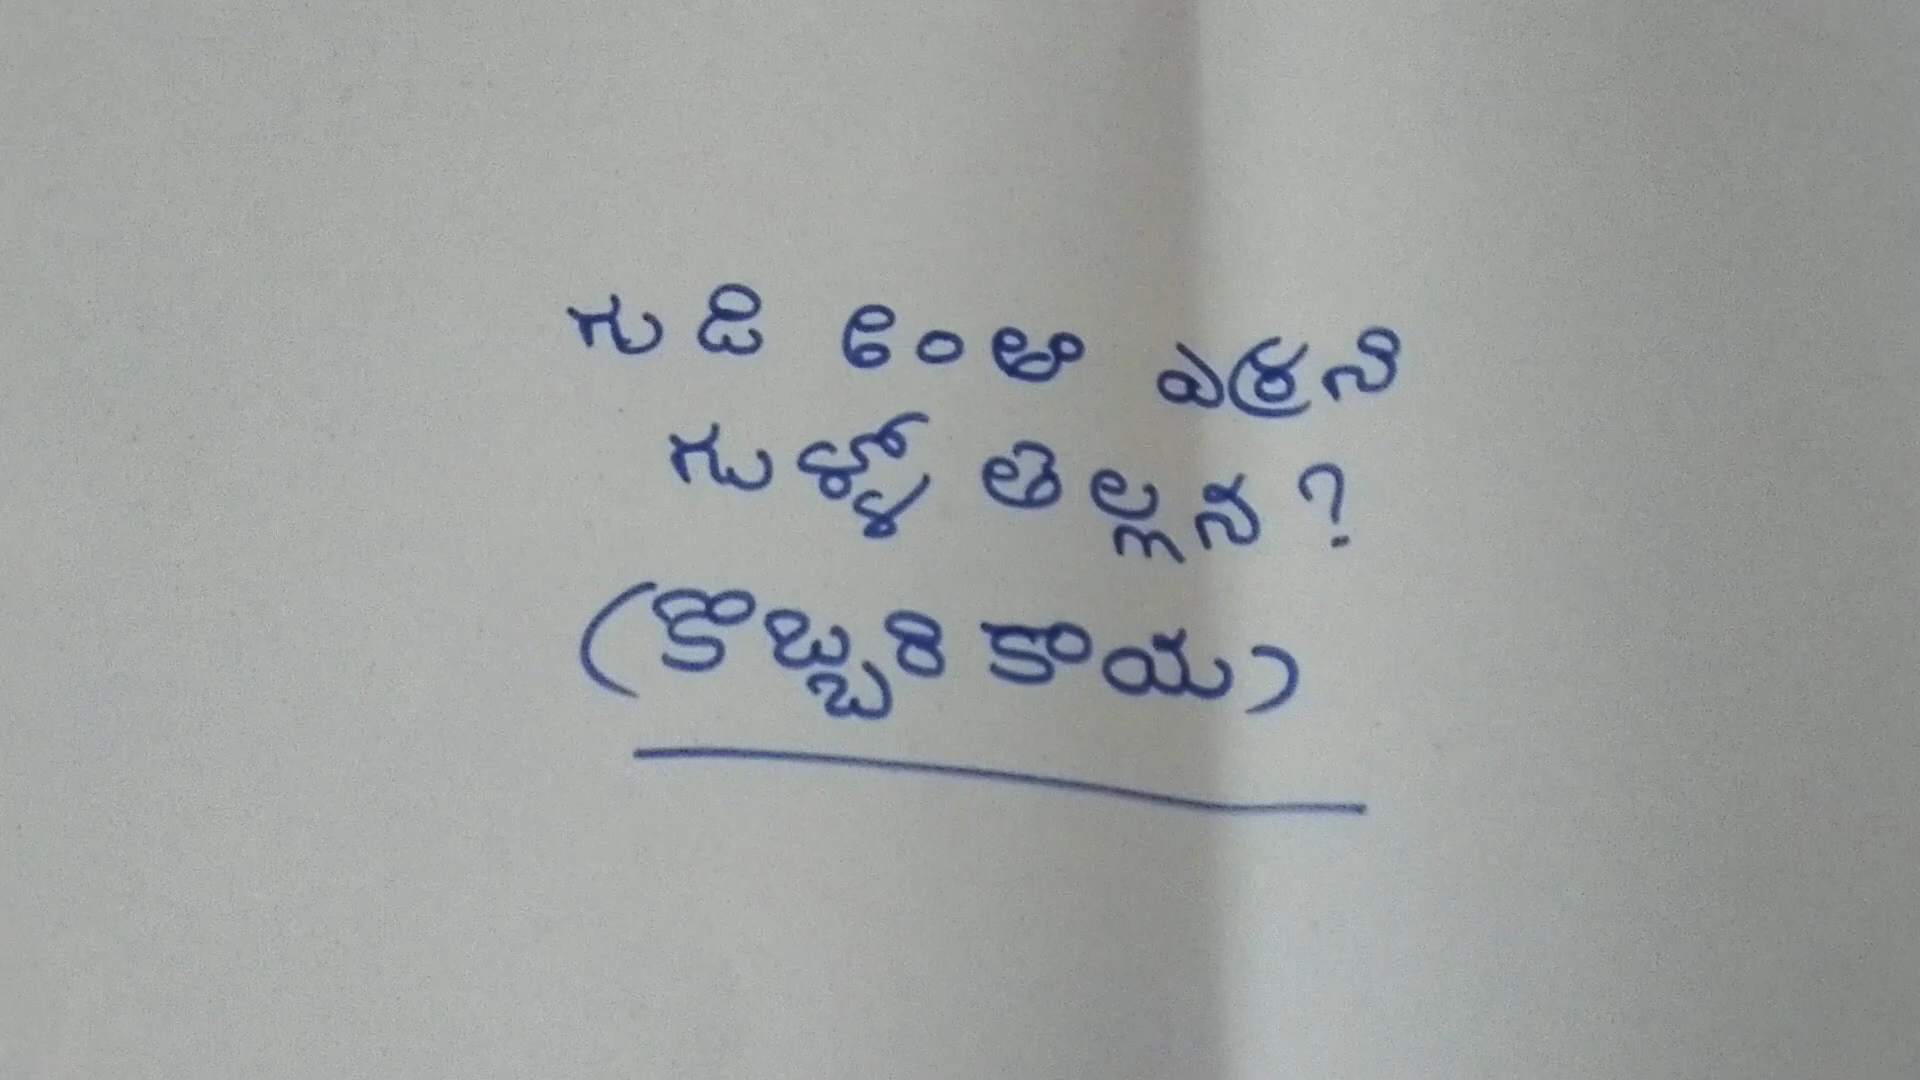 గుడి అంతా ఎర్రని
గుళ్ళో తెల్లన?
(కొబ్బరి కాయ)